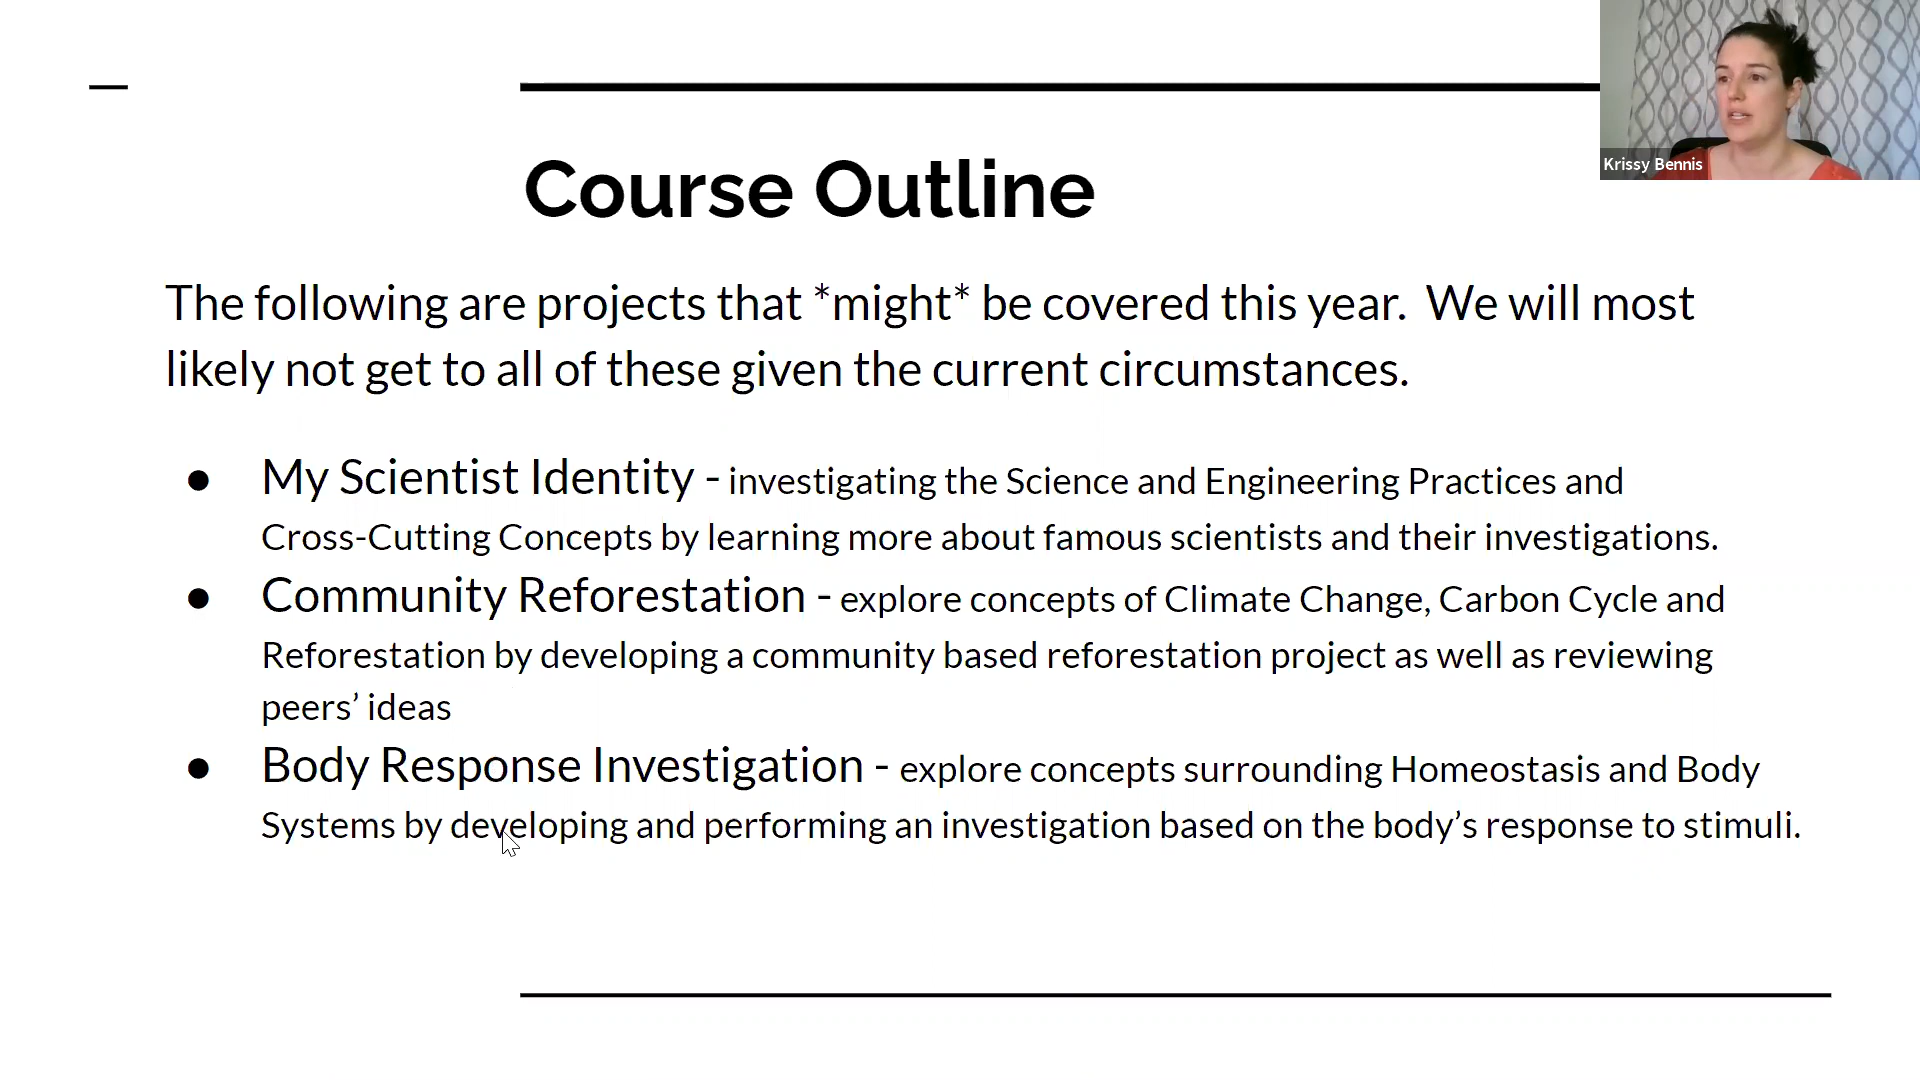 Krissy Bennis
Course Outline
The following are projects that *might* be covered this year. We will most
likely not get to all of these given the current circumstances.
● My Scientist Identity - investigating the Science and Engineering Practices and
Cross-Cutting Concepts by learning more about famous scientists and their investigations.
● Community Reforestation - explore concepts of Climate Change, Carbon Cycle and
Reforestation by developing a community based reforestation project as well as reviewing
peers’ ideas
● Body Response Investigation - explore concepts surrounding Homeostasis and Body
Systems by developing and performing an investigation based on the body’s response to stimuli.